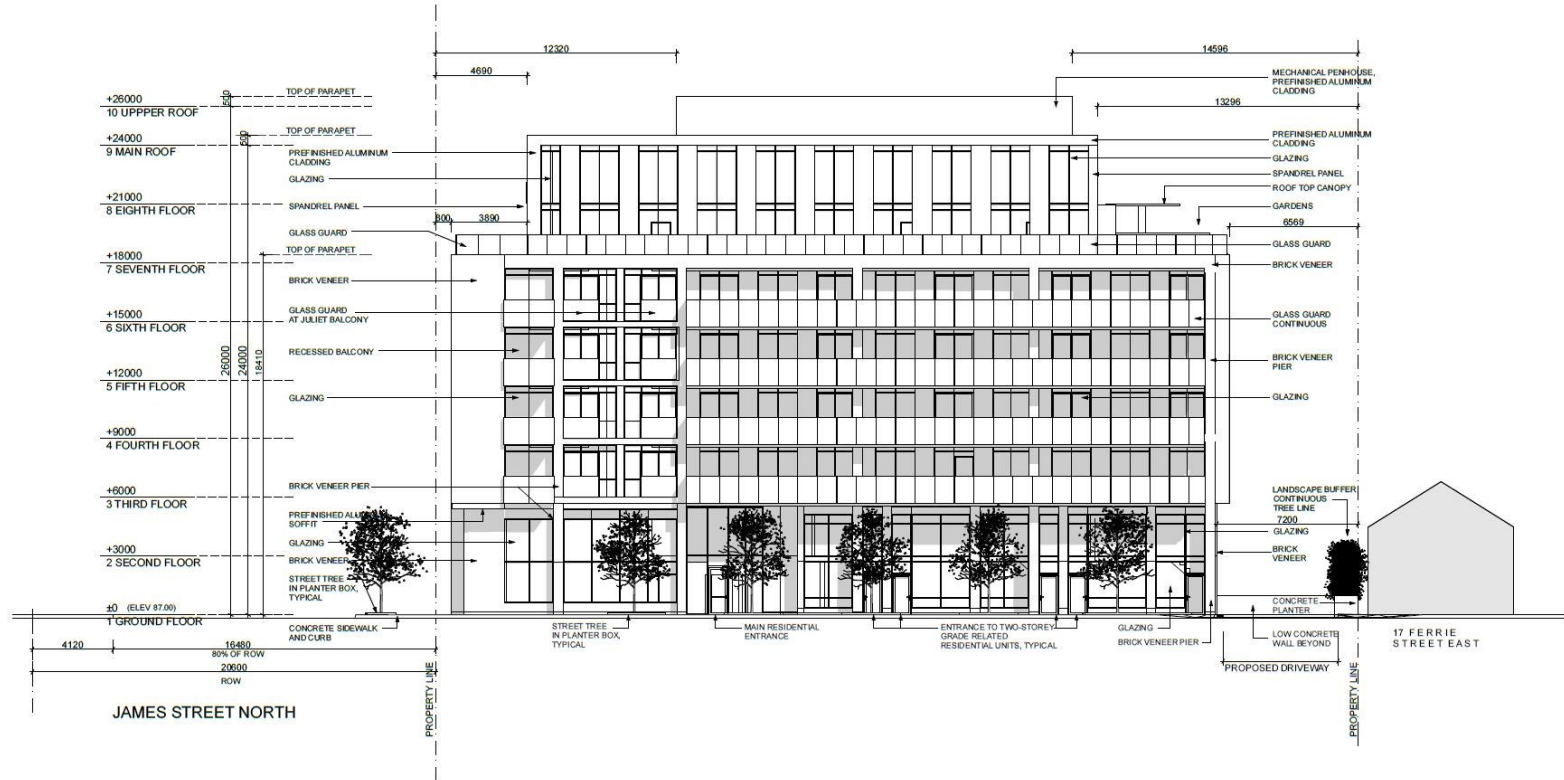 12320
14596
4690
MECHANICAL PENHOUSE,
PREFINISHED ALUMINUM
CLADDING
13296
TOP OF PARAPET
500
+26000
10 UPPPER ROOF
TOP OF PARAPET
500
+24000
9 MAIN ROOF
PREFINISHED ALUMINUM
CLADDING
GLAZING
PREFINISHED ALUMINUM
CLADDING
GLAZING
SPANDREL PANEL
ROOF TOP CANOPY
+21000
8 EIGHTH FLOOR
SPANDREL PANEL
GARDENS
800
3890
6569
GLASS GUARD
GLASS GUARD
TOP OF PARAPET
+18000
7 SEVENTH FLOOR
BRICK VENEER
BRICK VENEER
+15000
6 SIXTH FLOOR
GLASS GUARD
AT JULIET BALCONY
GLASS GUARD
CONTINUOUS
RECESSED BALCONY
BRICK VENEER
PIER
26000
24000
18410
+12000
5 FIFTH FLOOR
GLAZING
GLAZING
+9000
4 FOURTH FLOOR
BRICK VENEER PIER
+6000
3 THIRD FLOOR
LANDSCAPE BUFFER
CONTINUOUS
TREE LINE
7200
PREFINISHED
SOFFIT
GLAZING
GLAZING
+3000
2 SECOND FLOOR
BRICK VENEER
BRICK
VENEER
STREET TREE
IN PLANTER BOX,
TYPICAL
±0 (ELEV 87.00)
1 GROUND FLOOR
CONCRETE
PLANTER
CONCRETE SIDEWALK
AND CURB
STREET TREE
IN PLANTER BOX,
TYPICAL
MAIN RESIDENTIAL
ENTRANCE
ENTRANCE TO TWO-STOREY
GRADE RELATED
RESIDENTIAL UNITS, TYPICAL
GLAZING
BRICK VENEER PIER
LOW CONCRETE
WALL BEYOND
17 FERRIE
STREET EAST
4120
16480
80% OF ROW
20600
ROW
PROPOSED DRIVEWAY
PROPERTY LINE
PROPERTY LINE
JAMES STREET NORTH